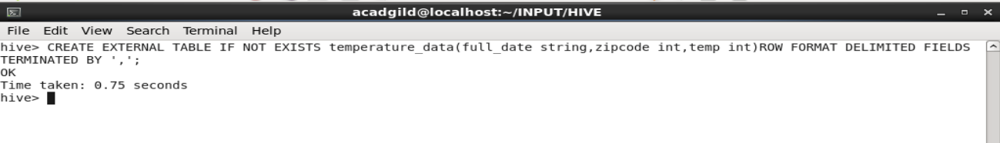 acadgild@localhost:~/INPUT/HIVE
File Edit View Search Terminal Help
hive> CREATE EXTERNAL TABLE IF NOT EXISTS temperature_data(full_date string,zipcode int,temp int)ROW FORMAT DELIMITED FIELDS
TERMINATED BY ',';
OK
Time taken: 0.75 seconds
hive>